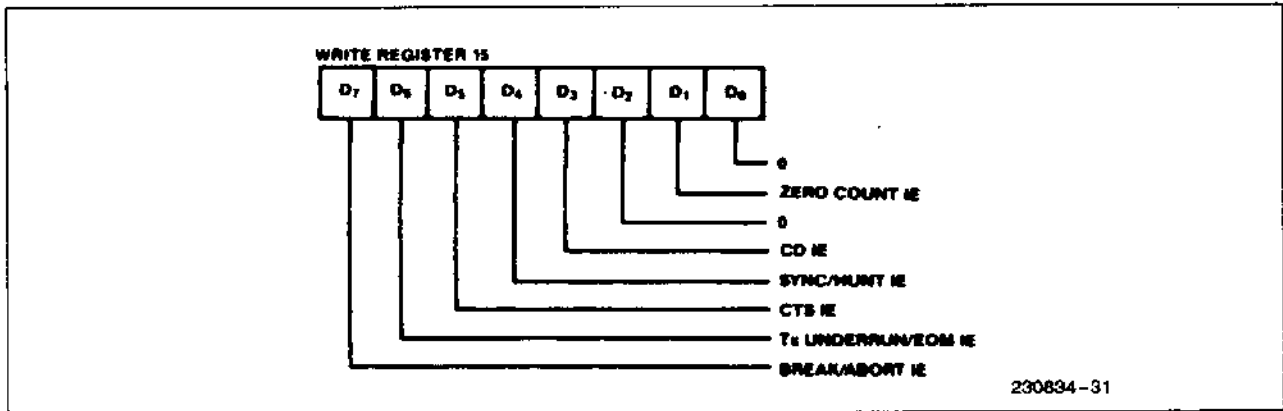 WRITE REGISTER 15
D7 D6 D5 D4 D3 D2 D1 D0
0
ZERO COUNT IE
0
CD IE
SYNC/HUNT IE
CTS IE
Tx UNDERRUN/EOM IE
BREAK/ABORT IE
230834-31